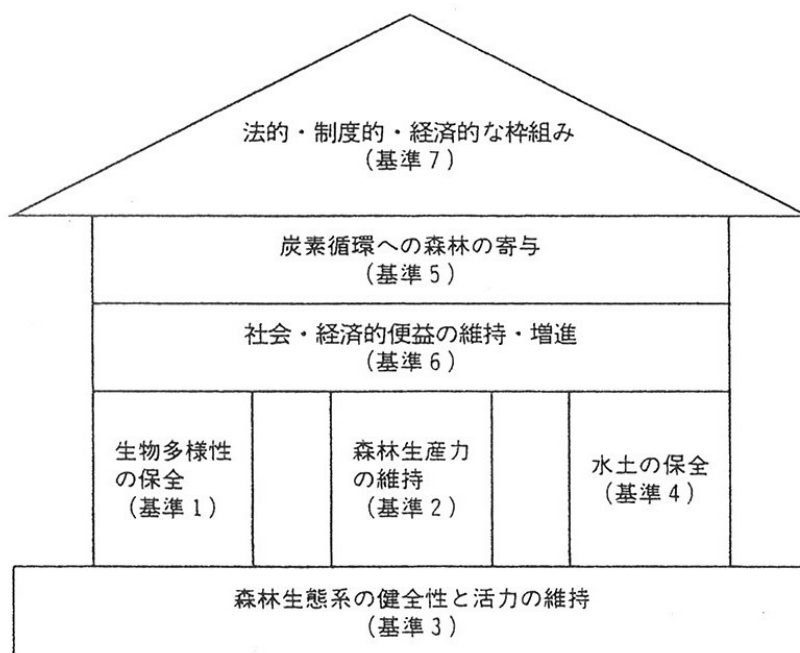 法的・制度的・経済的な枠組み
(基準7)
炭素循環への森林の寄与
(基準5)
社会・経済的便益の維持・増進
(基準6)
生物多様性
の保全
(基準1)
森林生産力
の維持
(基準2)
水土の保全
(基準4)
森林生態系の健全性と活力の維持
(基準3)